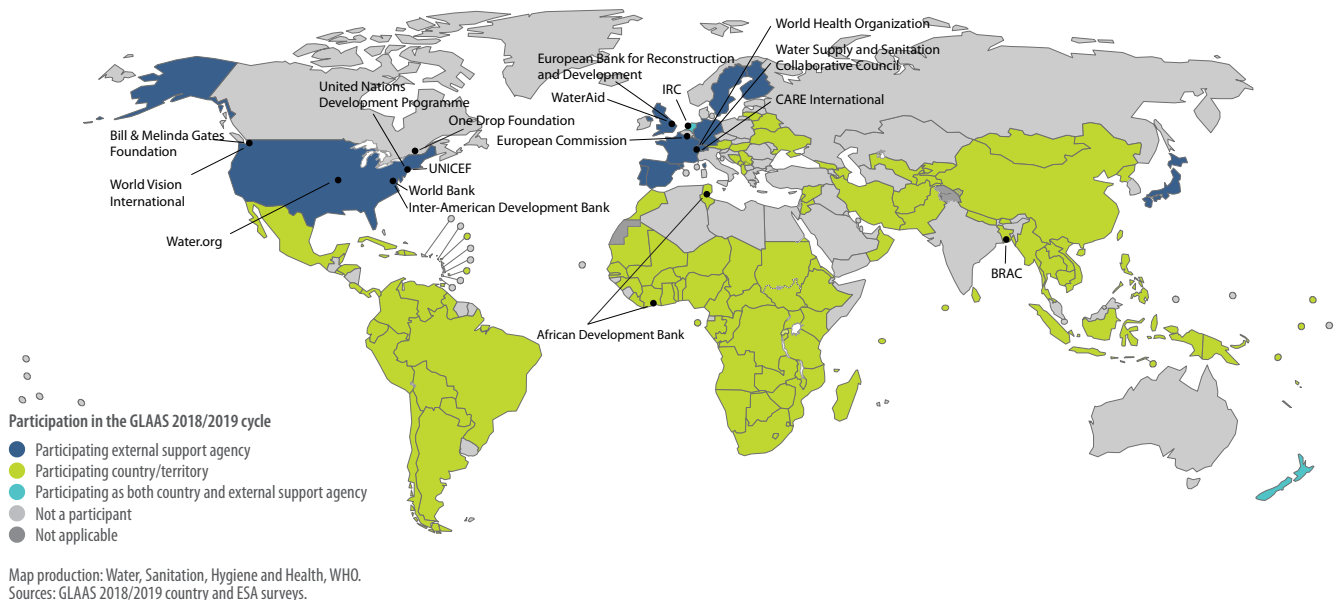 World Health Organization
Water Supply and Sanitation
Collaborative Council
European Bank for Reconstruction
and Development
IRC
WaterAid
CARE International
European Commission
United Nations
Development Programme
One Drop Foundation
Bill & Melinda Gates
Foundation
UNICEF
World Vision
International
World Bank
Inter-American Development Bank
Water.org
BRAC
African Development Bank
Participation in the GLAAS 2018/2019 cycle
Participating external support agency
Participating country/territory
Participating as both country and external support agency
Not a participant
Not applicable
Map production: Water, Sanitation, Hygiene and Health, WHO.
Sources: GLAAS 2018/2019 country and ESA surveys.